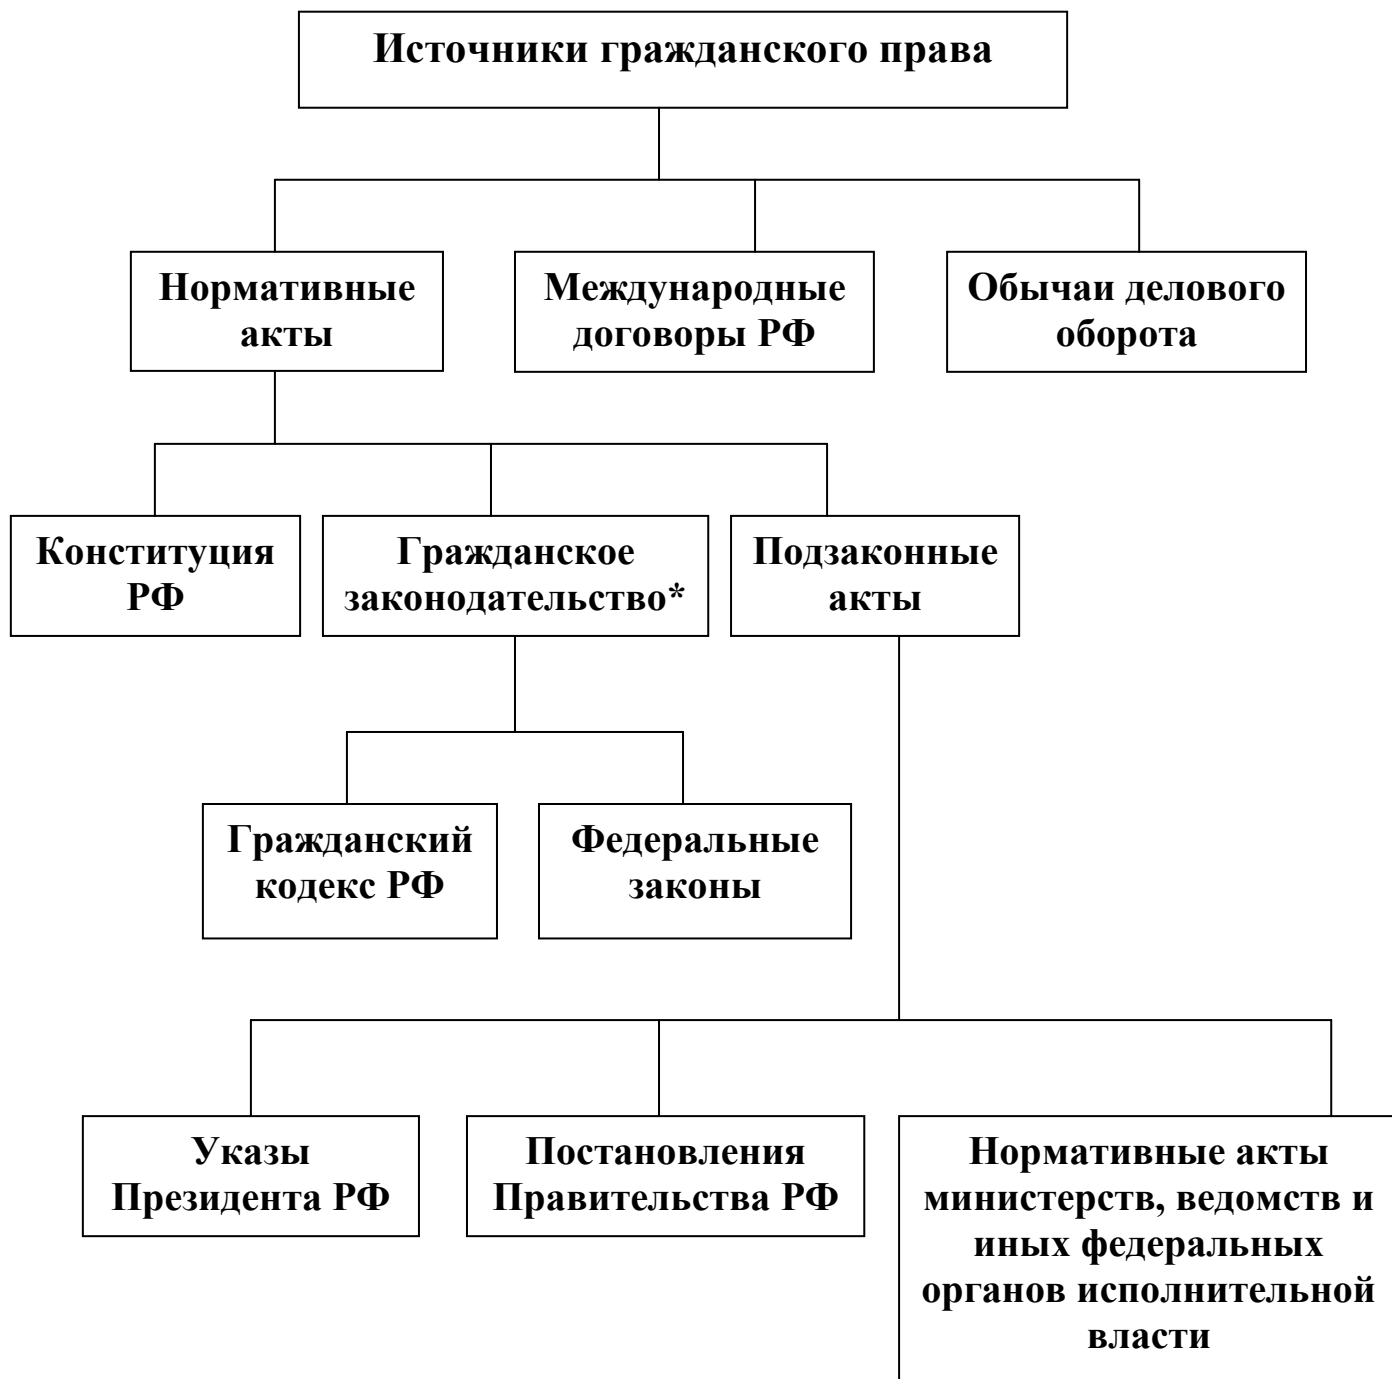 Источники гражданского права
Нормативные
акты
Международные
договоры РФ
Обычаи делового
оборота
Конституция
РФ
Гражданское
законодательство*
Подзаконные
акты
Гражданский
кодекс РФ
Федеральные
законы
Указы
Президента РФ
Постановления
Правительства РФ
Нормативные акты
министерств, ведомств и
иных федеральных
органов исполнительной
власти